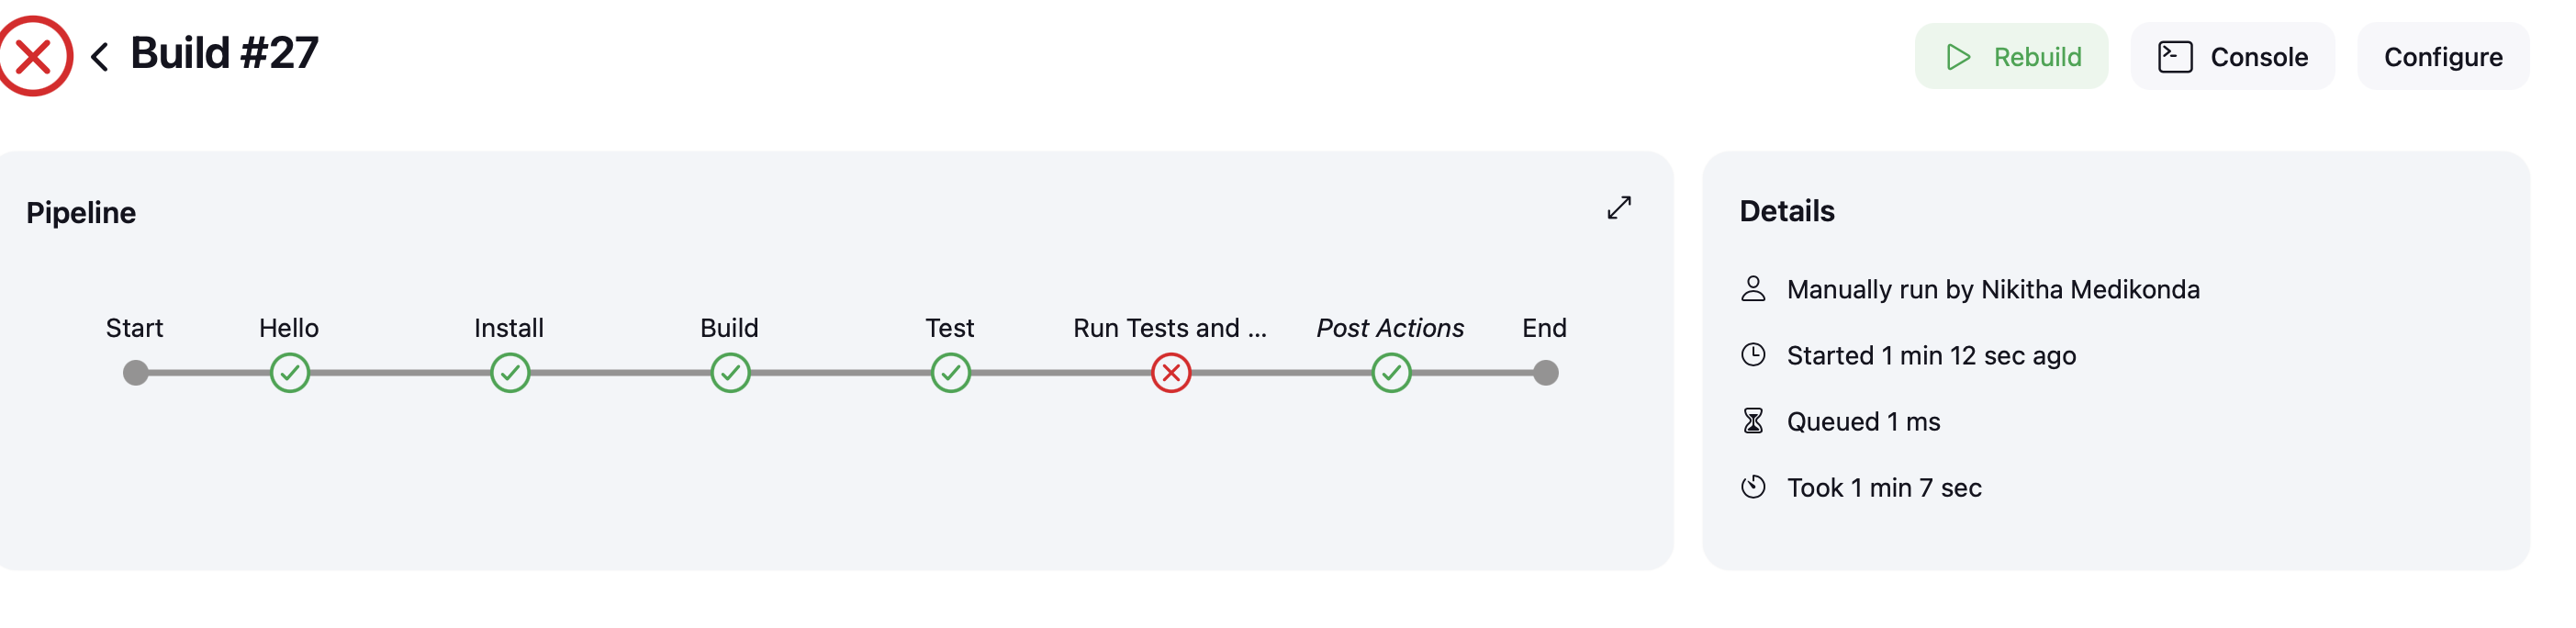 Build #27
Rebuild
Console
Configure
Pipeline
Start
Hello
Install
Build
Test
Run Tests and ...
Post Actions
End
Details
Manually run by Nikitha Medikonda
Started 1 min 12 sec ago
Queued 1 ms
Took 1 min 7 sec